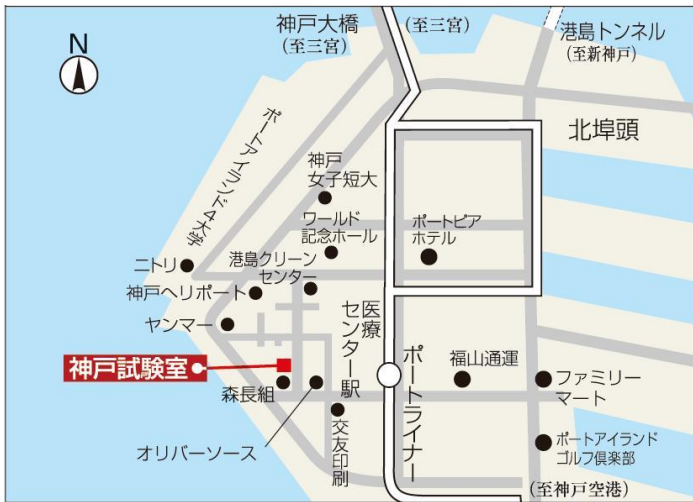 神戸大橋
(至三宮)
(至三宮)
港島トンネル
(至新神戸)
N
北埠頭
ポートアイランド4大学
神戸
女子短大
ワールド
記念ホール
ポートピア
ホテル
ニトリ
港島クリーン
センター
神戸ヘリポート
ヤンマー
医療
センター駅
ポートライナー
神戸試験室
福山通運
ファミリー
マート
森長組
オリバーソース
交友印刷
ポートアイランド
ゴルフ倶楽部
(至神戸空港)